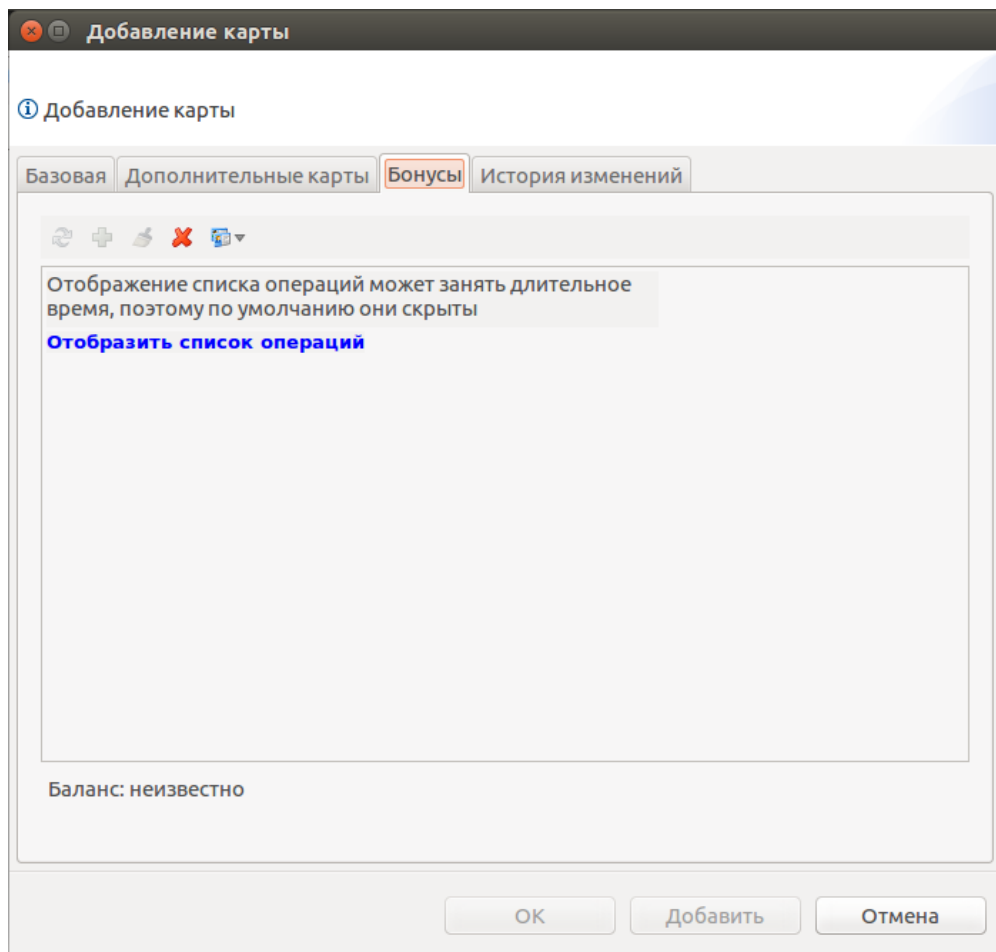 Добавление карты
Добавление карты
Базовая Дополнительные карты Бонусы История изменений
Отображение списка операций может занять длительное
время, поэтому по умолчанию они скрыты
Отобразить список операций
Баланс: неизвестно
ОК Добавить Отмена